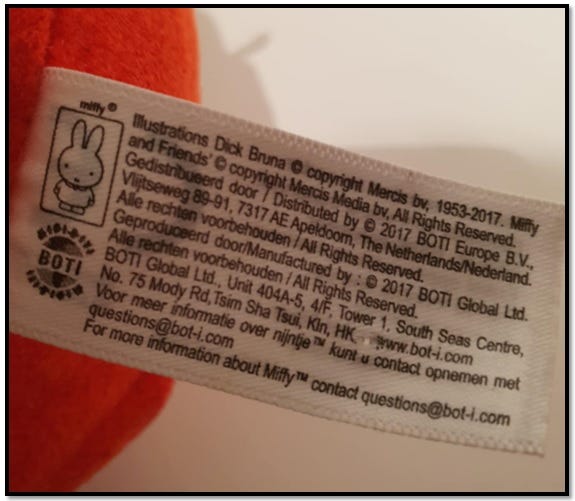 miffy ©
Illustrations Dick Bruna © copyright Mercis bv, 1953-2017. Miffy
and Friends' © copyright Mercis Media bv, All Rights Reserved.
Gedistribueerd door / Distributed by © 2017 BOTI Europe B.V.,
Vlijtseweg 89-91, 7317 AE Apeldoorn, The Netherlands/Nederland.
Alle rechten voorbehouden / All Rights Reserved.
Geproduceerd door/Manufactured by : © 2017 BOTI Global Ltd.
Alle rechten voorbehouden / All Rights Reserved.
BOTI Global Ltd., Unit 404A-5, 4/F, Tower 1, South Seas Centre,
No. 75 Mody Rd,Tsim Sha Tsui, Kln, HK www.bot-i.com
Voor meer informatie over nijntje™ kunt u contact opnemen met
questions@bot-i.com
For more information about Miffy™ contact questions@bot-i.com
BOTI